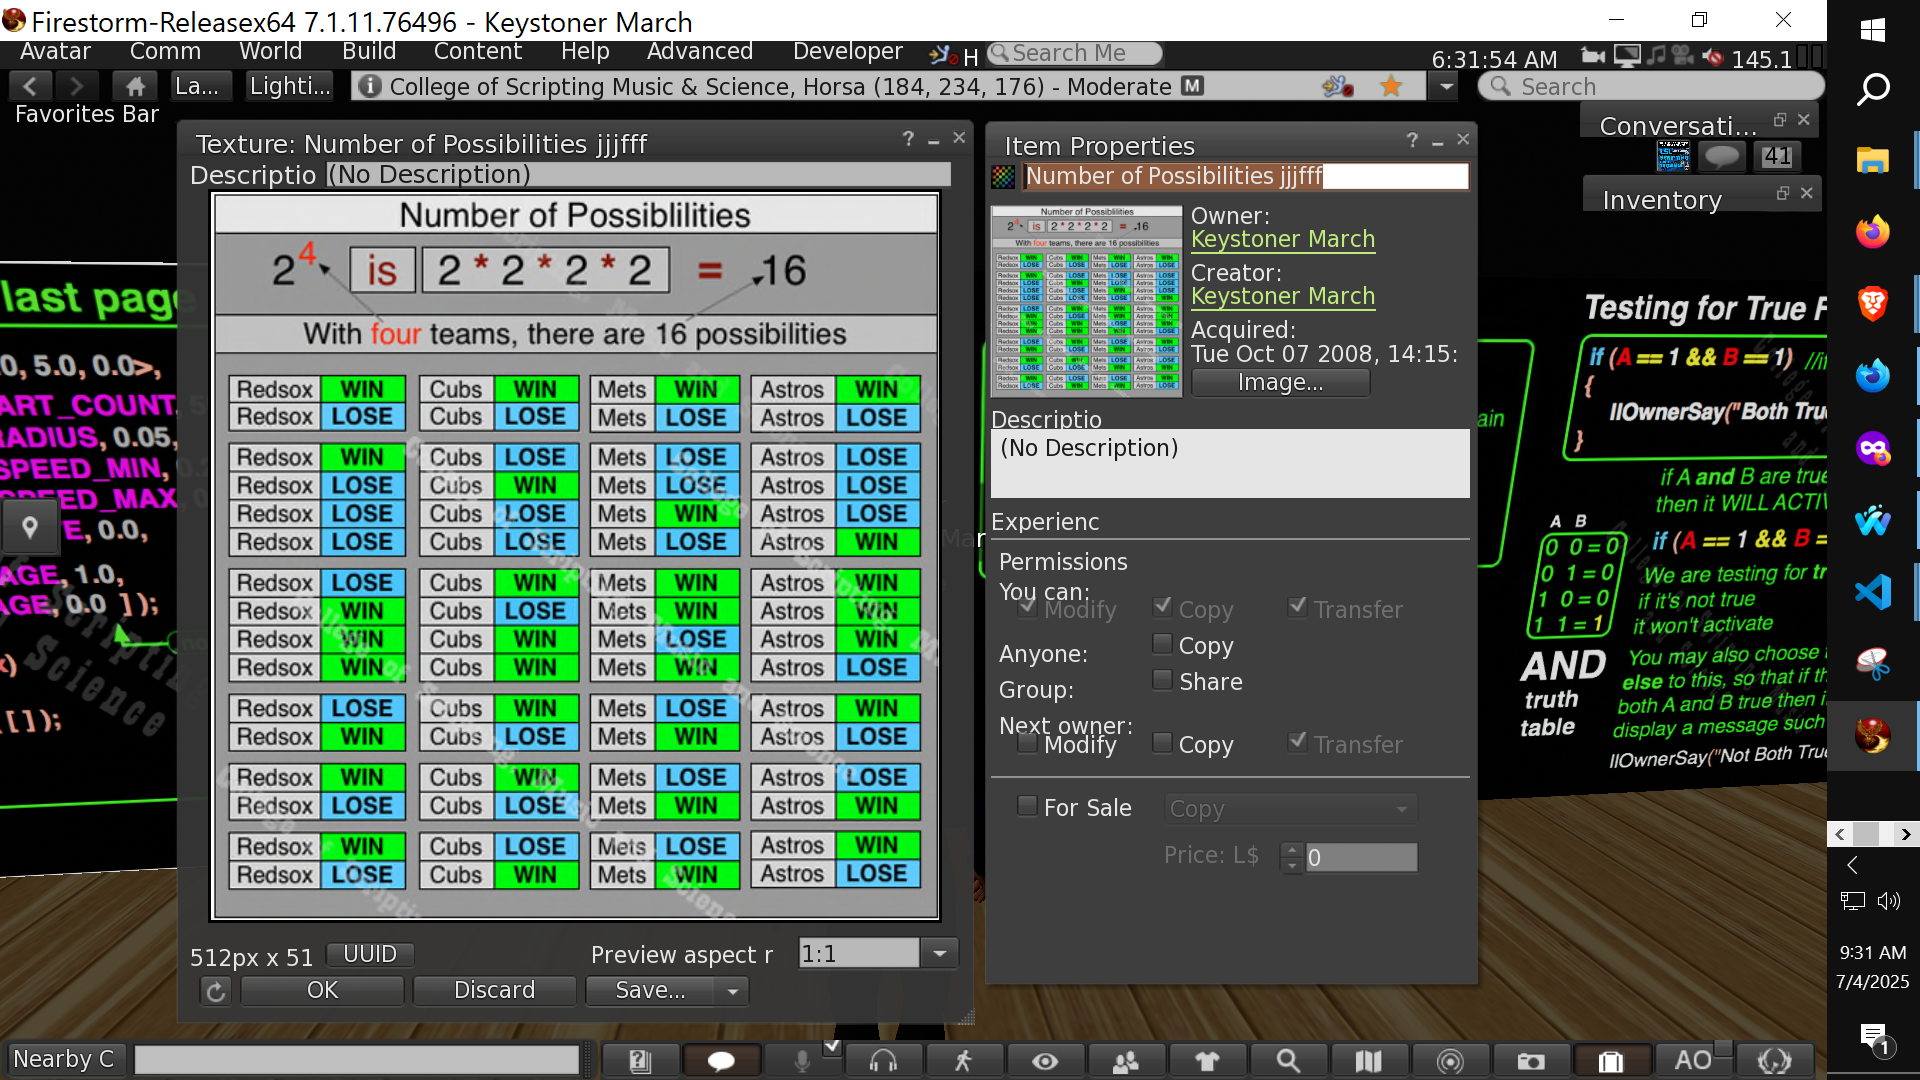 Firestorm-Releasex64 7.1.11.76496 - Keystoner March
Avatar Comm World Build Content Help Advanced Developer H Search Me 6:31:54 AM 145.1
La... Lighti... College of Scripting Music & Science, Horsa (184, 234, 176) - Moderate M Search
Favorites Bar
Texture: Number of Possibilities jjjfff
Descriptio (No Description)
Number of Possiblilities
2 4 is 2 * 2 * 2 * 2 = 16
With four teams, there are 16 possibilities
Redsox WIN Cubs WIN Mets WIN Astros WIN
Redsox LOSE Cubs LOSE Mets LOSE Astros LOSE
Redsox WIN Cubs LOSE Mets LOSE Astros LOSE
Redsox LOSE Cubs WIN Mets LOSE Astros LOSE
Redsox LOSE Cubs LOSE Mets WIN Astros LOSE
Redsox LOSE Cubs LOSE Mets LOSE Astros WIN
Redsox LOSE Cubs WIN Mets WIN Astros WIN
Redsox WIN Cubs LOSE Mets WIN Astros WIN
Redsox WIN Cubs WIN Mets LOSE Astros WIN
Redsox WIN Cubs WIN Mets WIN Astros LOSE
Redsox LOSE Cubs WIN Mets LOSE Astros WIN
Redsox WIN Cubs LOSE Mets WIN Astros LOSE
Redsox WIN Cubs WIN Mets LOSE Astros LOSE
Redsox LOSE Cubs LOSE Mets WIN Astros WIN
Redsox WIN Cubs LOSE Mets LOSE Astros WIN
Redsox LOSE Cubs WIN Mets WIN Astros LOSE
512px x 51 UUID Preview aspect r 1:1
OK Discard Save...
Item Properties
Number of Possibilities jjjfff
Owner:
Keystoner March
Creator:
Keystoner March
Acquired:
Tue Oct 07 2008, 14:15:
Image...
Descriptio
(No Description)
Experienc
Permissions
You can:
Modify Copy Transfer
Anyone: Copy
Group: Share
Next owner:
Modify Copy Transfer
For Sale Copy
Price: L$ 0
Conversati...
41
Inventory
last page
0, 5.0, 0.0>,
ART_COUNT,
RADIUS, 0.05,
SPEED_MIN,
SPEED_MAX,
E, 0.0,
AGE, 1.0,
AGE, 0.0 ]);
[]);
Scripting
Science
ain
Testing for True F
if (A == 1 && B == 1) //if
{
llOwnerSay("Both Tru
}
if A and B are true
then it WILL ACTIV
A B
0 0=0
0 1=0
1 0=0
1 1=1
if (A == 1 && B =
We are testing for tr
if it's not true
it won't activate
AND
truth
table
You may also choose t
else to this, so that if th
both A and B true then i
display a message such
llOwnerSay("Not Both True
Nearby C
AO
9:31 AM
7/4/2025
1